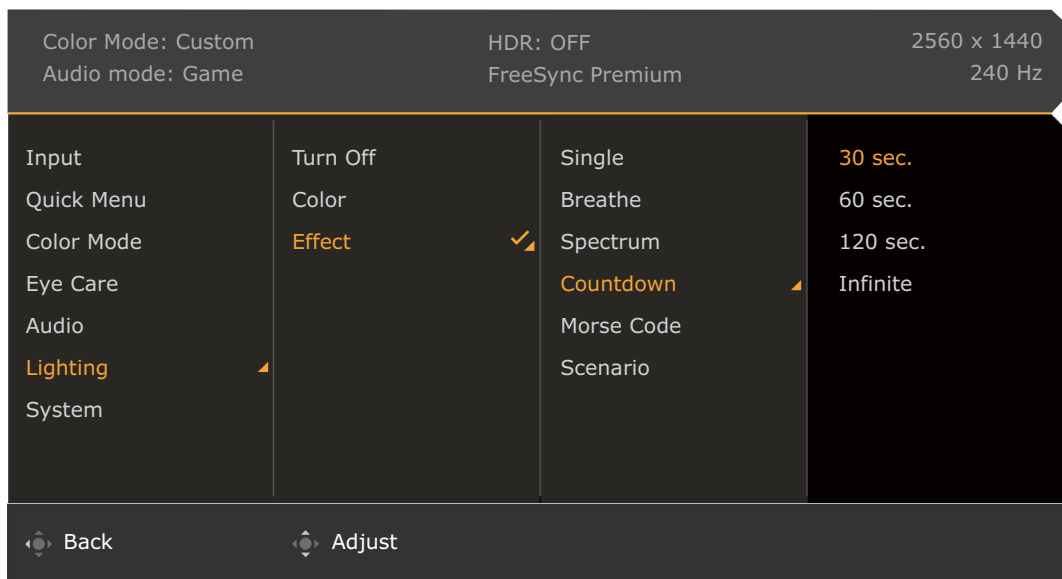 Color Mode: Custom
Audio mode: Game
HDR: OFF
FreeSync Premium
2560 x 1440
240 Hz
Input
Quick Menu
Color Mode
Eye Care
Audio
Lighting
System
Turn Off
Color
Effect
Single
Breathe
Spectrum
Countdown
Morse Code
Scenario
30 sec.
60 sec.
120 sec.
Infinite
Back
Adjust